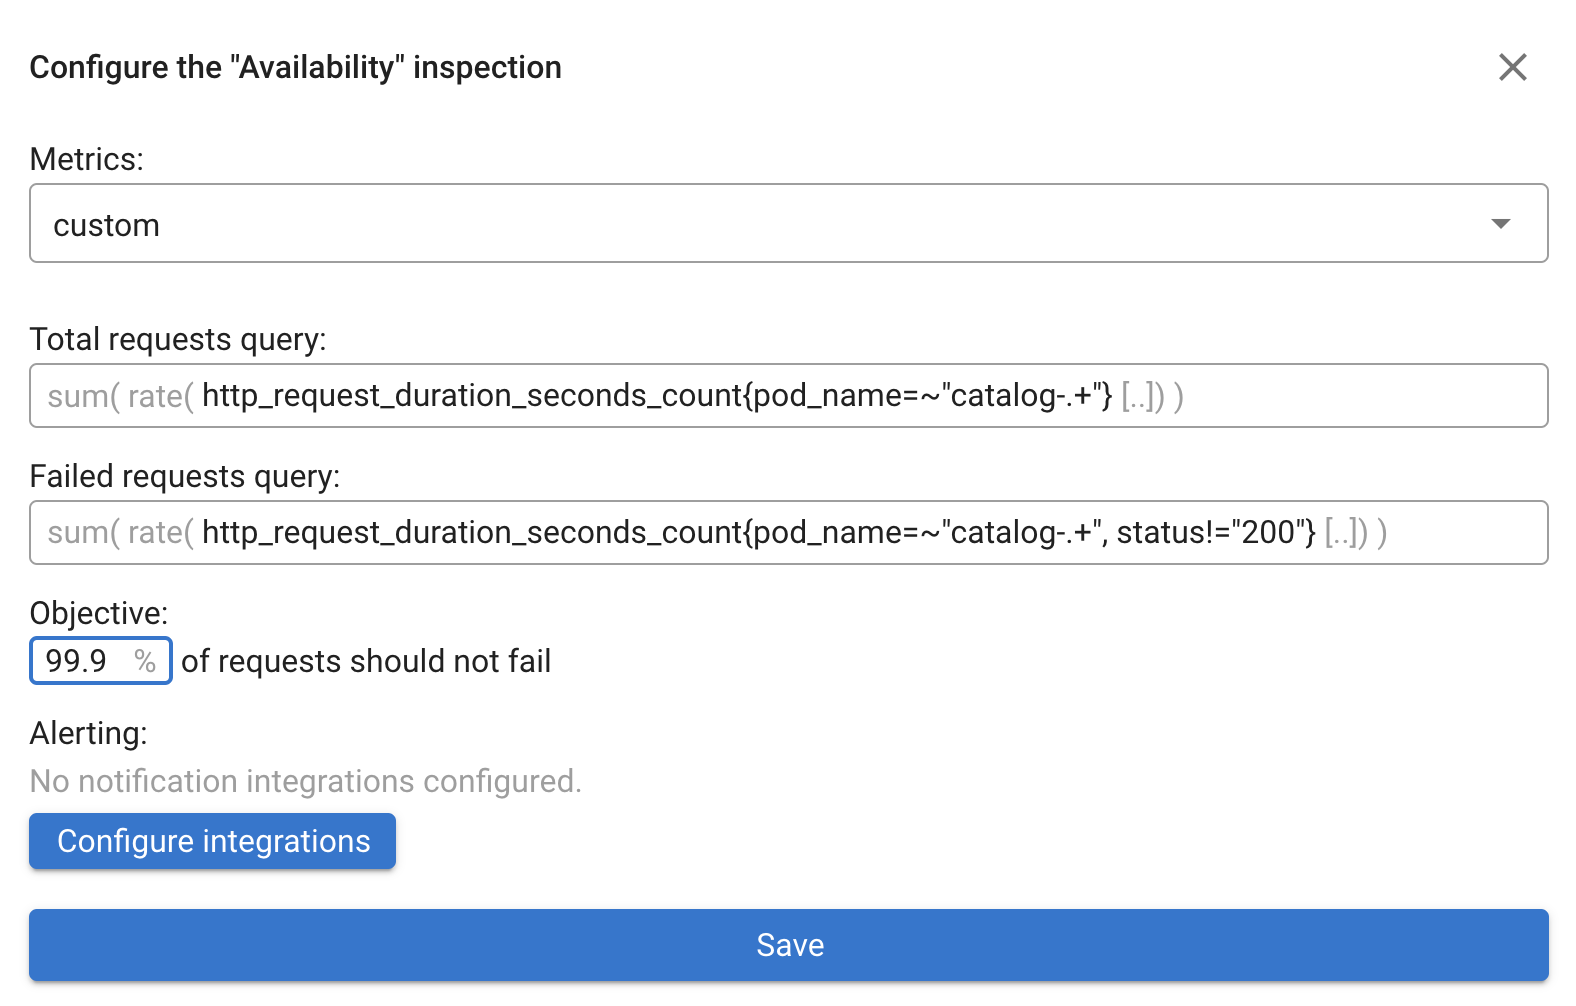 Configure the "Availability" inspection
Metrics:
custom
Total requests query:
sum( rate( http_request_duration_seconds_count{pod_name=~"catalog-.+"} [..]) )
Failed requests query:
sum( rate( http_request_duration_seconds_count{pod_name=~"catalog-.+", status!="200"} [..]) )
Objective:
99.9 % of requests should not fail
Alerting:
No notification integrations configured.
Configure integrations
Save